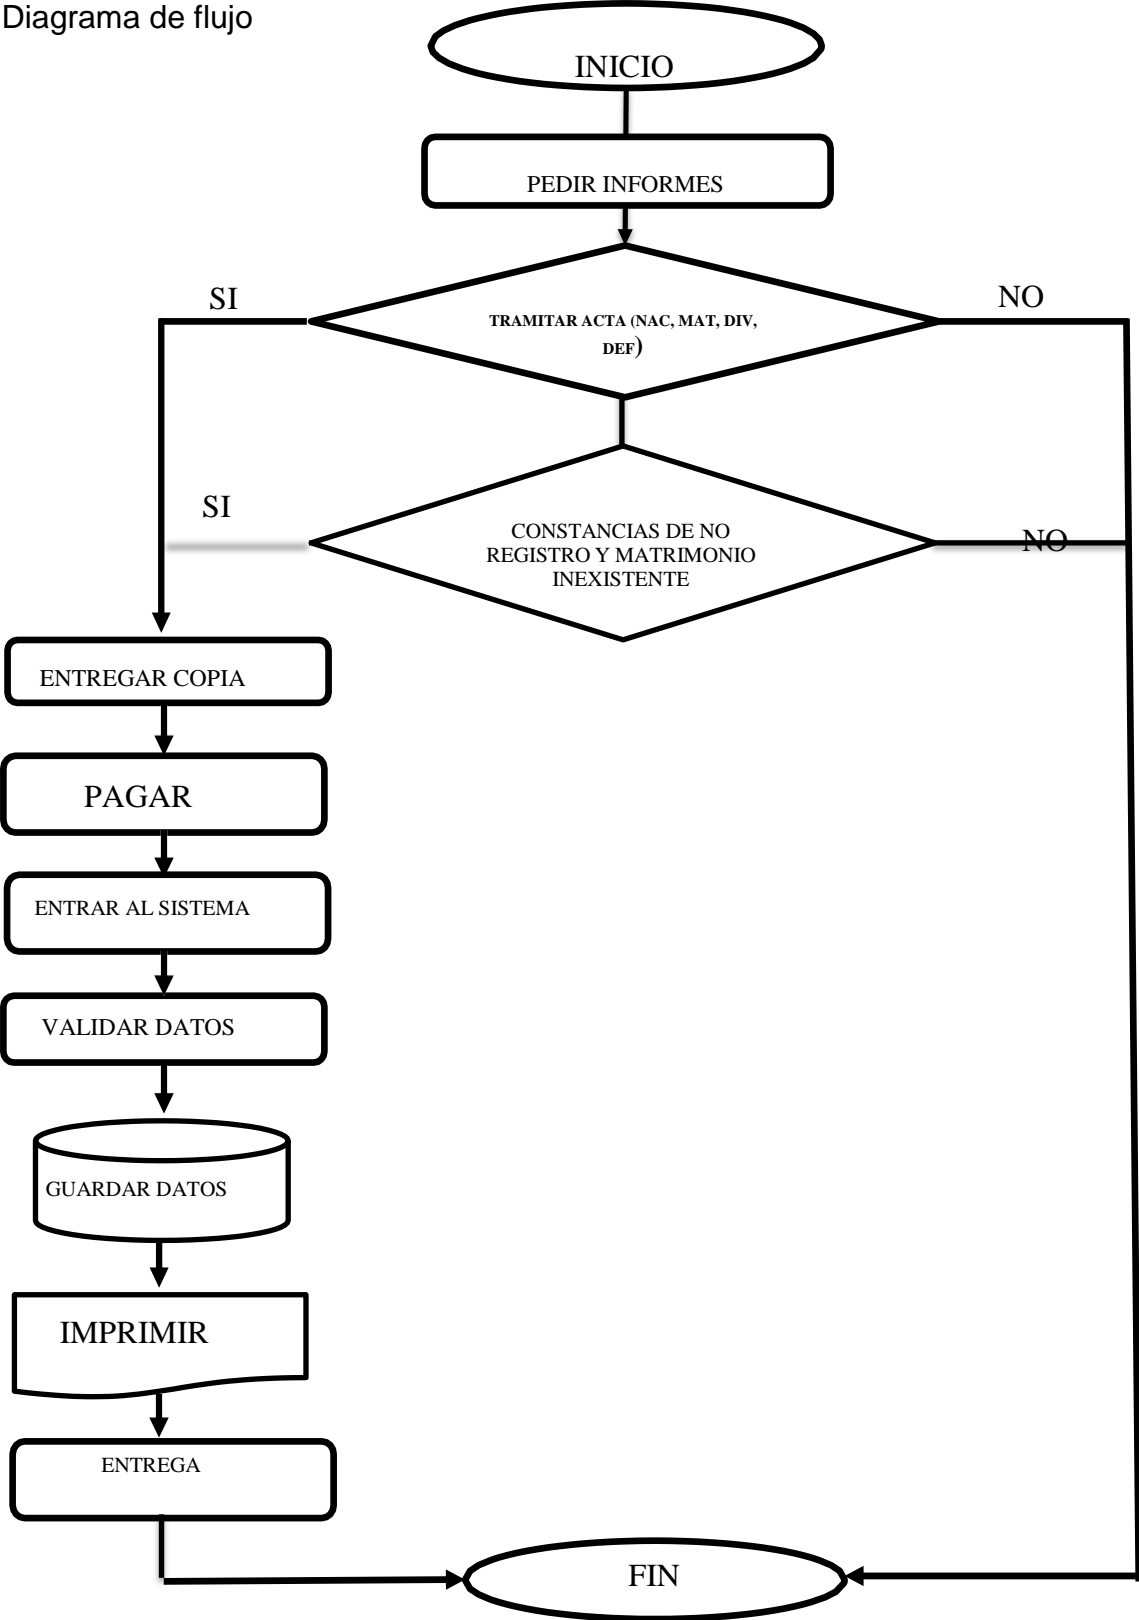 Diagrama de flujo
INICIO
PEDIR INFORMES
SI
NO
TRAMITAR ACTA (NAC, MAT, DIV,
DEF)
SI
CONSTANCIAS DE NO
REGISTRO Y MATRIMONIO
INEXISTENTE
NO
ENTREGAR COPIA
PAGAR
ENTRAR AL SISTEMA
VALIDAR DATOS
GUARDAR DATOS
IMPRIMIR
ENTREGA
FIN